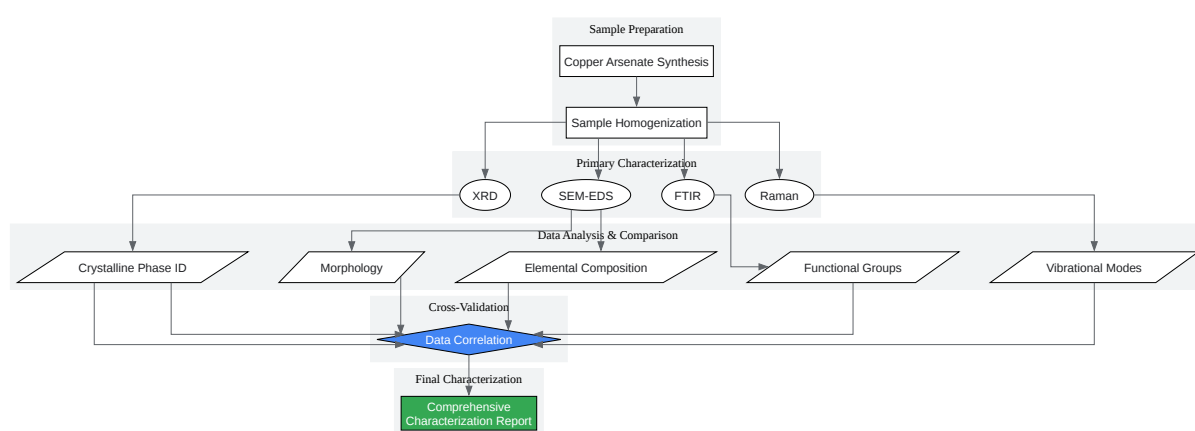 Sample Preparation
Copper Arsenate Synthesis
Sample Homogenization
Primary Characterization
XRD
SEM-EDS
FTIR
Raman
Data Analysis & Comparison
Crystalline Phase ID
Morphology
Elemental Composition
Functional Groups
Vibrational Modes
Cross-Validation
Data Correlation
Final Characterization
Comprehensive
Characterization Report